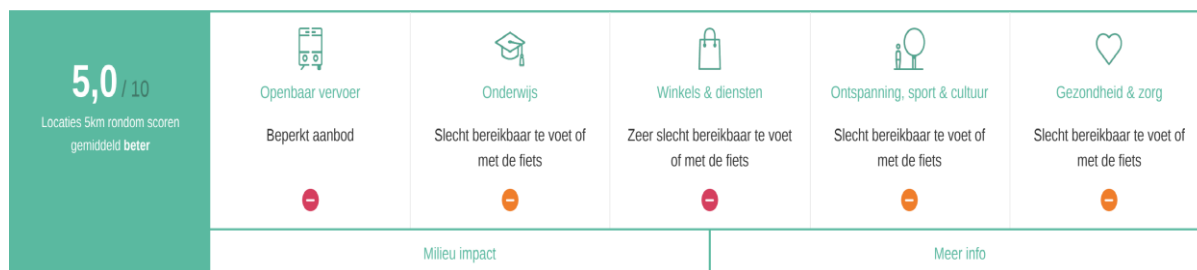 5,0 / 10
Locaties 5km rondom scoren
gemiddeld beter
Openbaar vervoer
Beperkt aanbod
Onderwijs
Slecht bereikbaar te voet of
met de fiets
Winkels & diensten
Zeer slecht bereikbaar te voet
of met de fiets
Ontspanning, sport & cultuur
Slecht bereikbaar te voet of
met de fiets
Gezondheid & zorg
Slecht bereikbaar te voet of
met de fiets
Milieu impact
Meer info